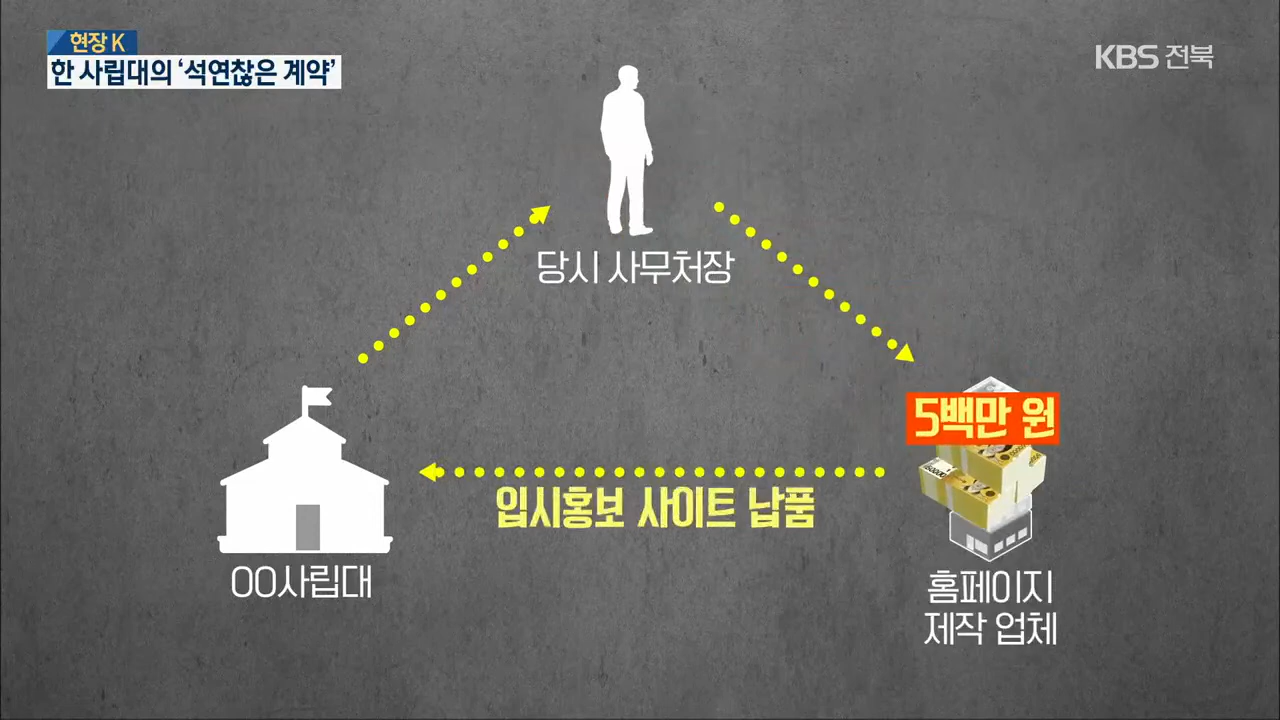 현장 K
한 사립대의 ‘석연찮은 계약’
KBS 전북
당시 사무처장
5백만 원
입시홍보 사이트 납품
OO사립대
홈페이지
제작 업체